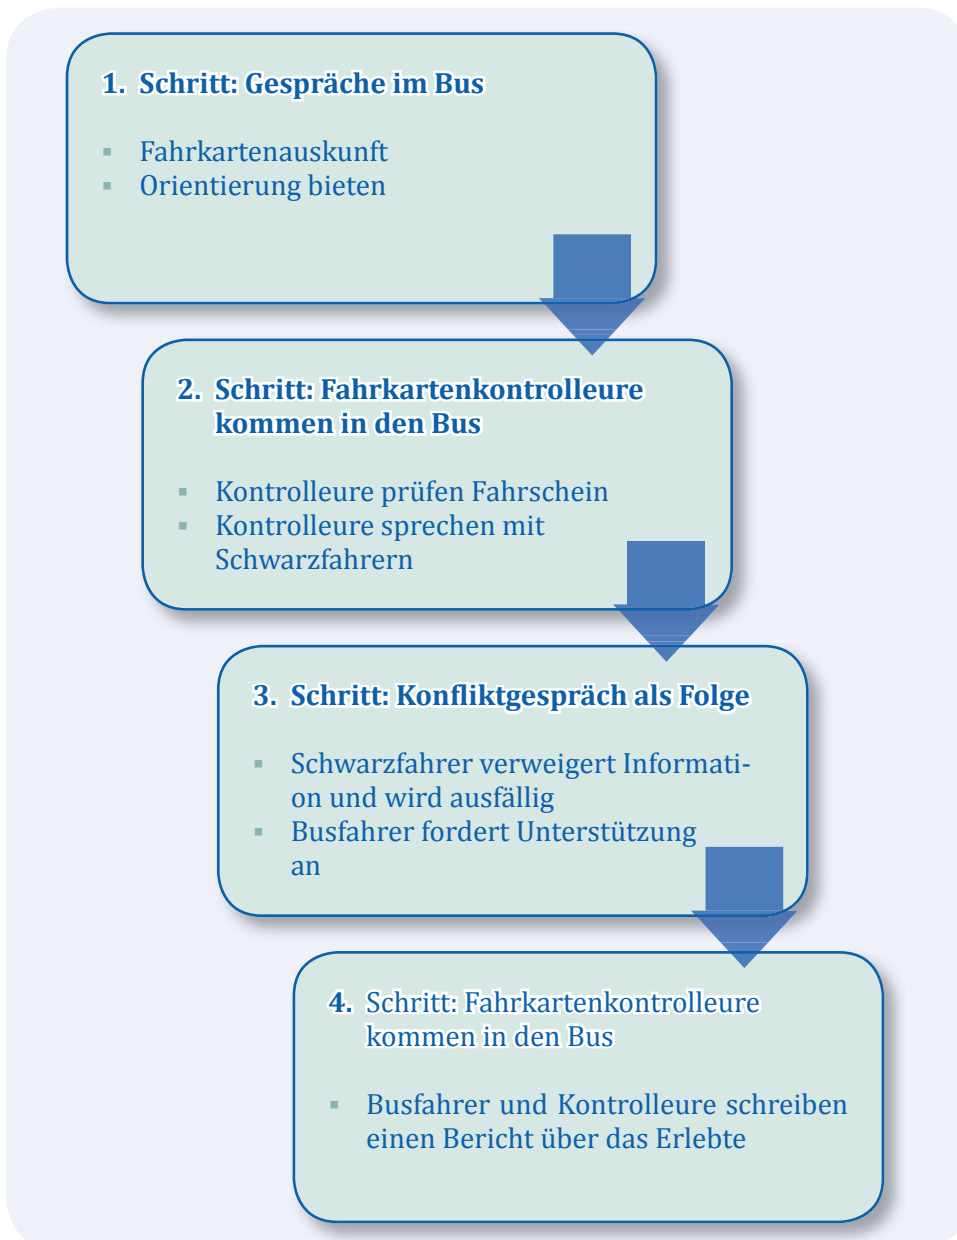 1. Schritt: Gespräche im Bus
▪ Fahrkartenauskunft
▪ Orientierung bieten
2. Schritt: Fahrkartenkontrolleure
kommen in den Bus
▪ Kontrolleure prüfen Fahrschein
▪ Kontrolleure sprechen mit
Schwarzfahrern
3. Schritt: Konfliktgespräch als Folge
▪ Schwarzfahrer verweigert Informati-
on und wird ausfällig
▪ Busfahrer fordert Unterstützung
an
4. Schritt: Fahrkartenkontrolleure
kommen in den Bus
▪ Busfahrer und Kontrolleure schreiben
einen Bericht über das Erlebte